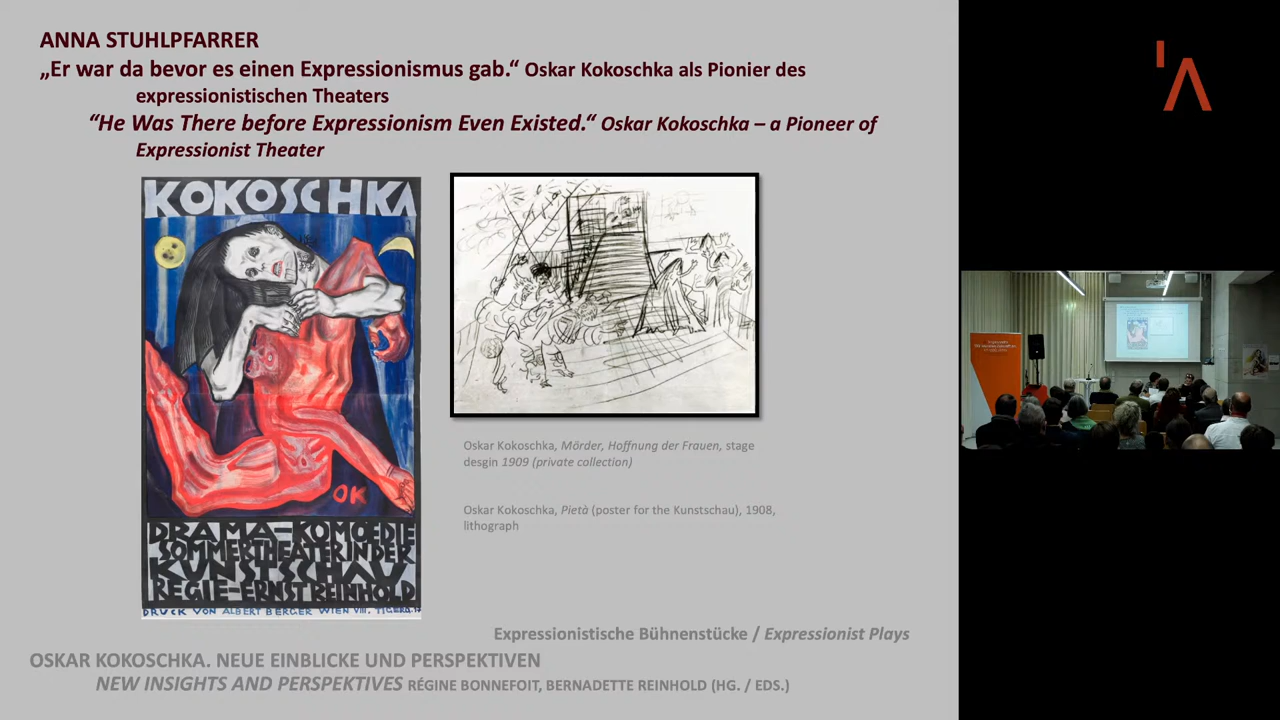 ANNA STUHLPFARRER
„Er war da bevor es einen Expressionismus gab.“ Oskar Kokoschka als Pionier des
expressionistischen Theaters
“He Was There before Expressionism Even Existed.“ Oskar Kokoschka – a Pioneer of
Expressionist Theater
KOKOSCHKA
OK
DRAMA=KOMOEDIE
SOMMERTHEATER IN DER
KUNSTSCHAU
REGIE=ERNST REINHOLD
DRUCK VON ALBERT BERGER WIEN VIII. TIGERG. 17
Oskar Kokoschka, Mörder, Hoffnung der Frauen, stage
desgin 1909 (private collection)
Oskar Kokoschka, Pietà (poster for the Kunstschau), 1908,
lithograph
Expressionistische Bühnenstücke / Expressionist Plays
OSKAR KOKOSCHKA. NEUE EINBLICKE UND PERSPEKTIVEN
NEW INSIGHTS AND PERSPEKTIVES RÉGINE BONNEFOIT, BERNADETTE REINHOLD (HG. / EDS.)